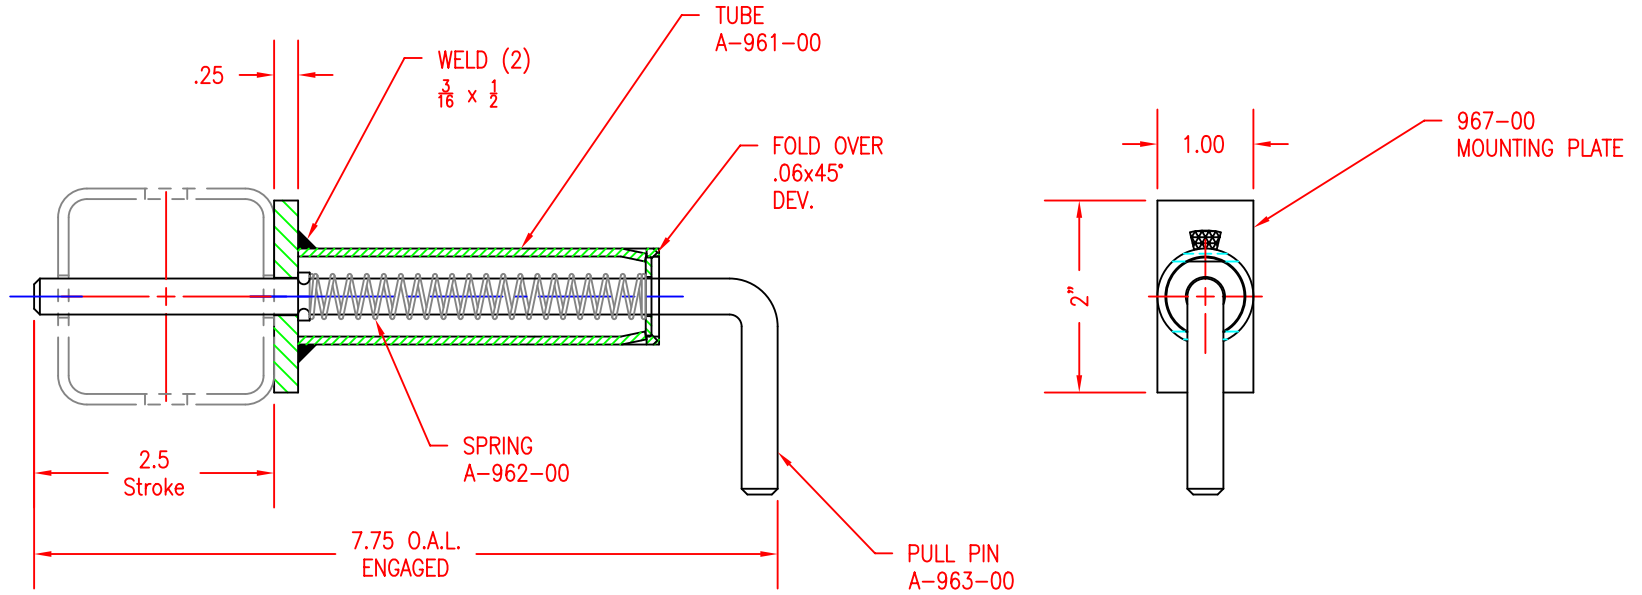 TUBE
A-961-00
WELD (2)
3/16 x 1/2
.25
FOLD OVER
.06x45°
DEV.
967-00
MOUNTING PLATE
1.00
2"
SPRING
A-962-00
2.5
Stroke
7.75 O.A.L.
ENGAGED
PULL PIN
A-963-00